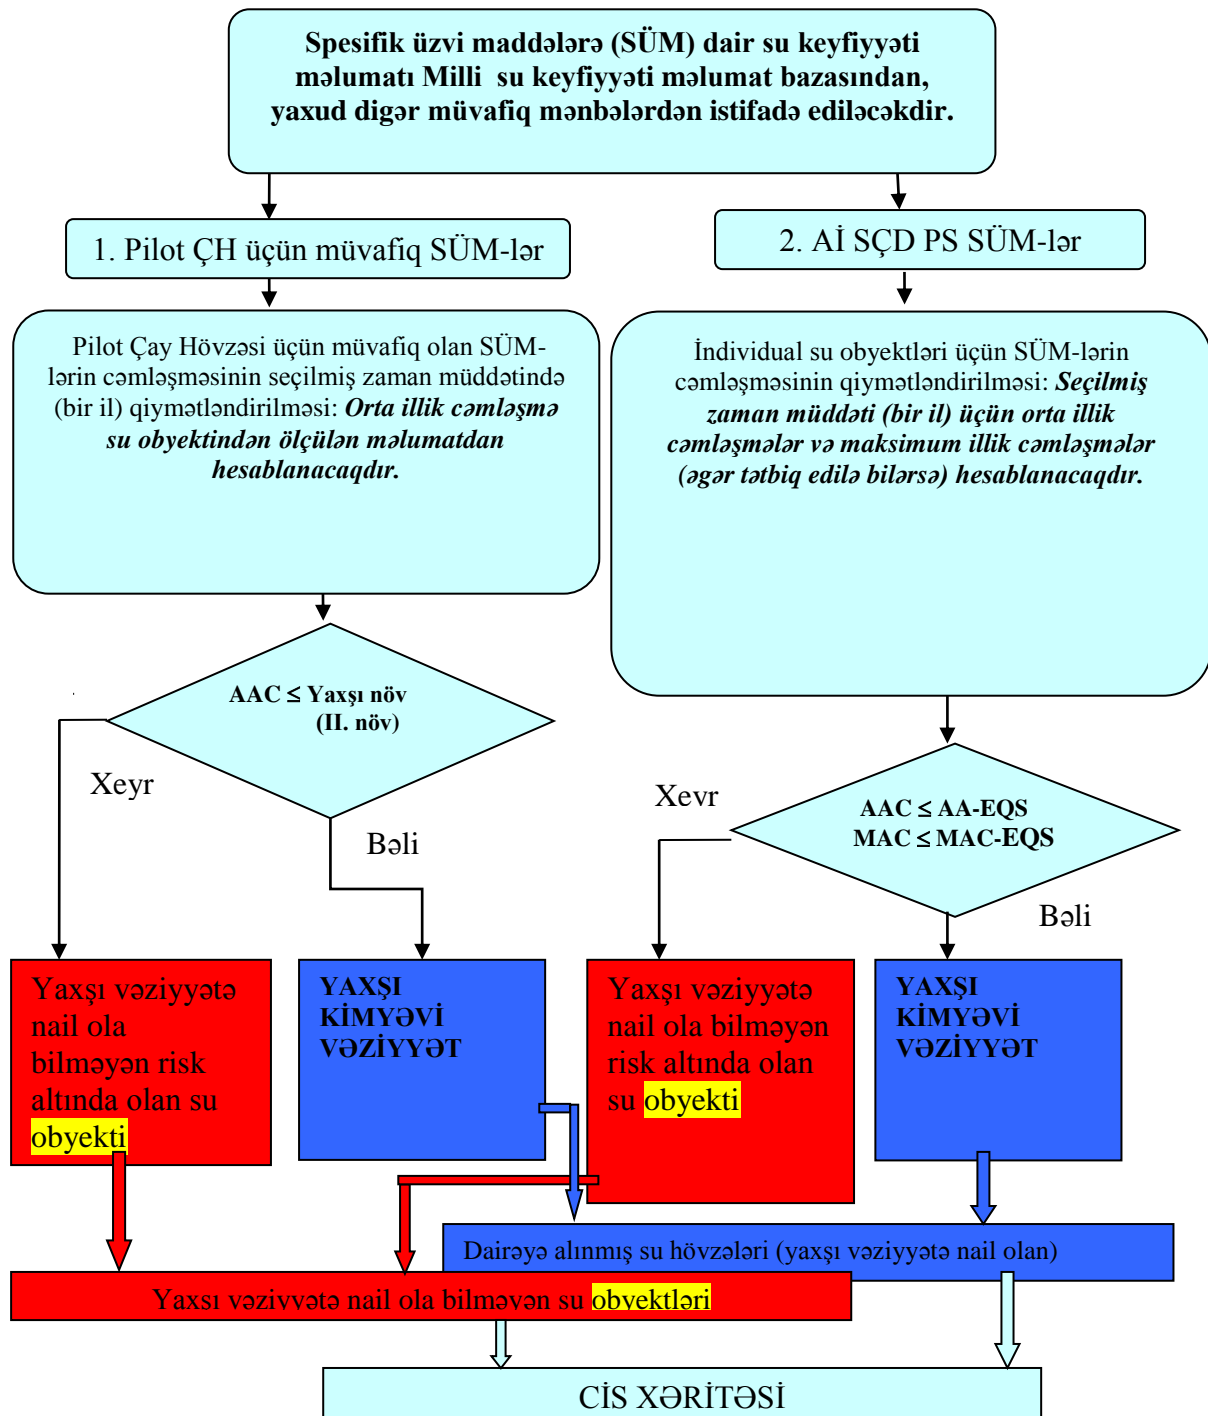 Spesifik üzvi maddələrə (SÜM) dair su keyfiyyəti
məlumatı Milli su keyfiyyəti məlumat bazasından,
yaxud digər müvafiq mənbələrdən istifadə ediləcəkdir.
1. Pilot ÇH üçün müvafiq SÜM-lər
2. Aİ SÇD PS SÜM-lər
Pilot Çay Hövzəsi üçün müvafiq olan SÜM-
lərin cəmləşməsinin seçilmiş zaman müddətində
(bir il) qiymətləndirilməsi: Orta illik cəmləşmə
su obyektindən ölçülən məlumatdan
hesablanacaqdır.
İndividual su obyektləri üçün SÜM-lərin
cəmləşməsinin qiymətləndirilməsi: Seçilmiş
zaman müddəti (bir il) üçün orta illik
cəmləşmələr və maksimum illik cəmləşmələr
(əgər tətbiq edilə bilərsə) hesablanacaqdır.
AAC ≤ Yaxşı növ
(II. növ)
Xeyr
Bəli
AAC ≤ AA-EQS
MAC ≤ MAC-EQS
Xeyr
Bəli
Yaxşı vəziyyətə
nail ola
bilməyən risk
altında olan su
obyekti
YAXŞI
KİMYƏVİ
VƏZİYYƏT
Yaxşı vəziyyətə
nail ola bilməyən
risk altında olan
su obyekti
YAXŞI
KİMYƏVİ
VƏZİYYƏT
Dairəyə alınmış su hövzələri (yaxşı vəziyyətə nail olan)
Yaxşı vəziyyətə nail ola bilməyən su obyektləri
CİS XƏRİTƏSİ